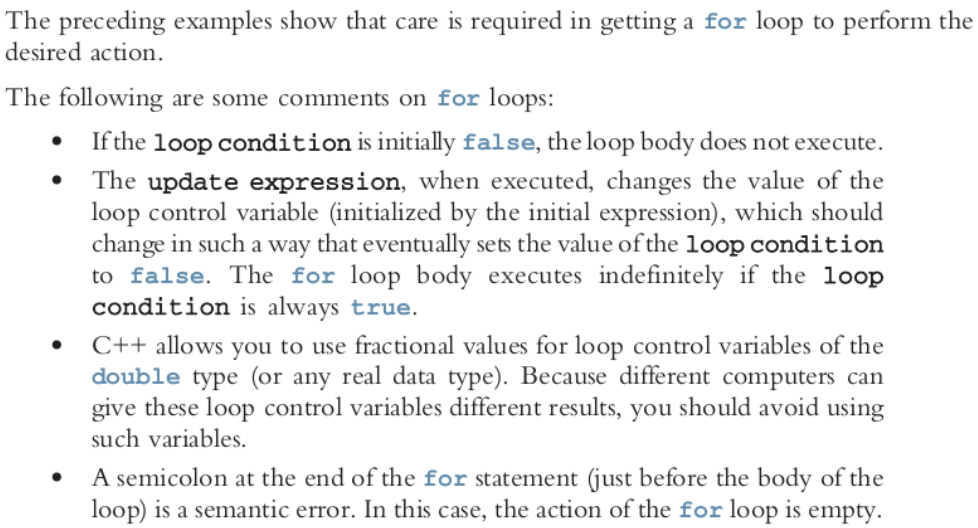 The preceding examples show that care is required in getting a for loop to perform the
desired action.
The following are some comments on for loops:
• If the loop condition is initially false, the loop body does not execute.
• The update expression, when executed, changes the value of the
loop control variable (initialized by the initial expression), which should
change in such a way that eventually sets the value of the loop condition
to false. The for loop body executes indefinitely if the loop
condition is always true.
• C++ allows you to use fractional values for loop control variables of the
double type (or any real data type). Because different computers can
give these loop control variables different results, you should avoid using
such variables.
• A semicolon at the end of the for statement (just before the body of the
loop) is a semantic error. In this case, the action of the for loop is empty.